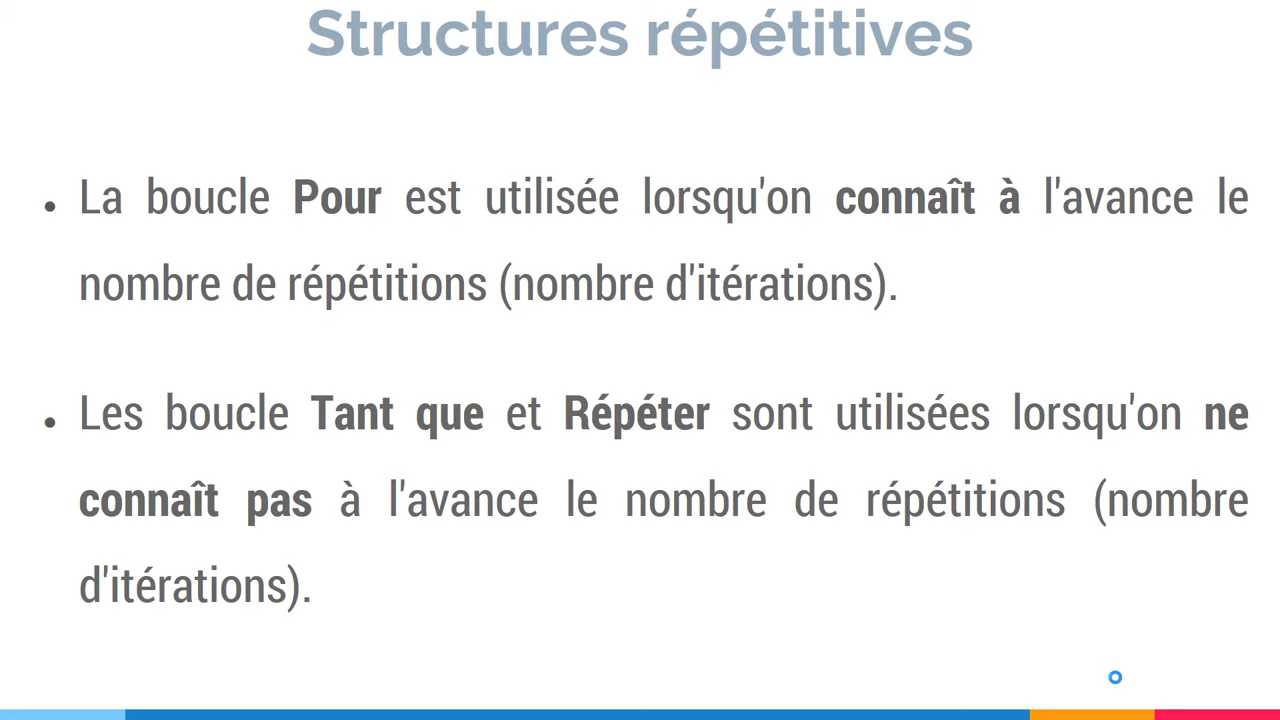 Structures répétitives
• La boucle Pour est utilisée lorsqu'on connaît à l'avance le
nombre de répétitions (nombre d'itérations).
• Les boucle Tant que et Répéter sont utilisées lorsqu'on ne
connaît pas à l'avance le nombre de répétitions (nombre
d'itérations).